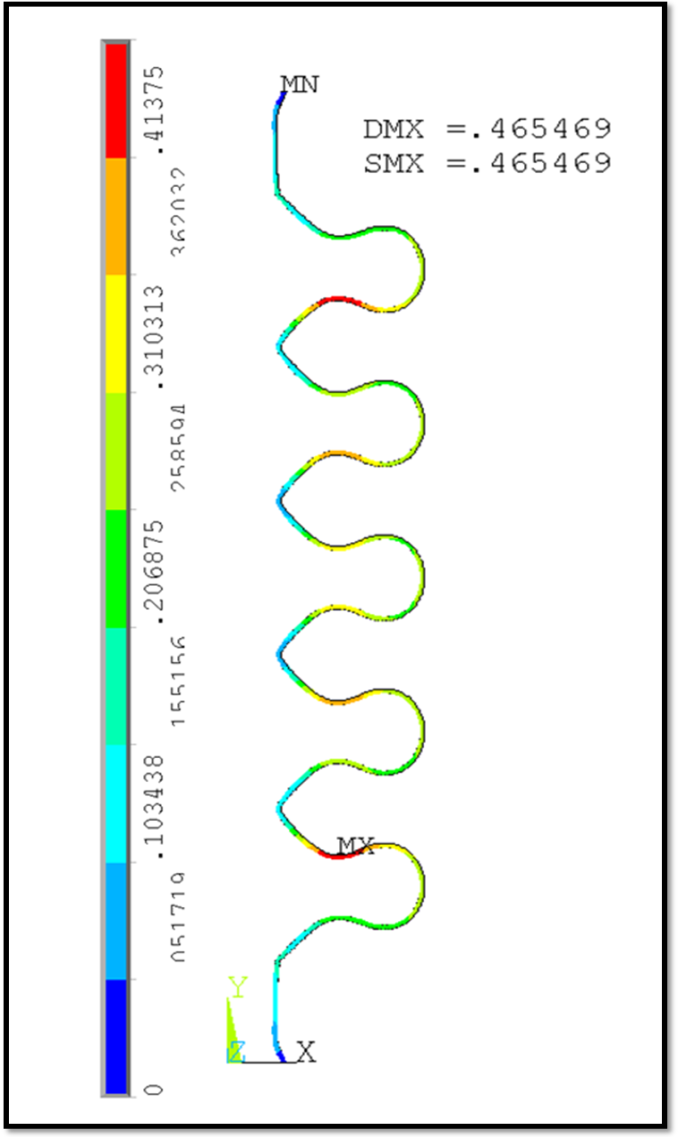 MN
DMX =.465469
SMX =.465469
.41375
362032
.310313
258594
.206875
155156
.103438
051719
0
MX
Y
Z
X